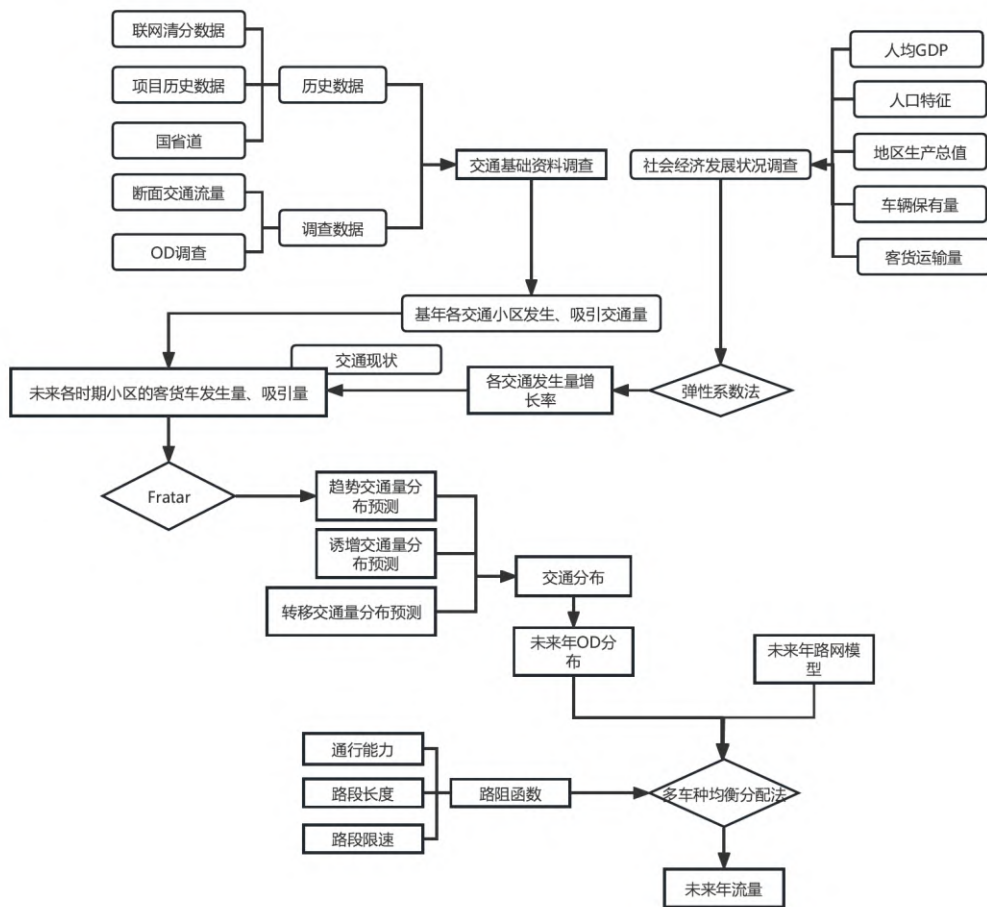 联网清分数据
项目历史数据
国省道
断面交通流量
OD调查
历史数据
调查数据
交通基础资料调查
社会经济发展状况调查
人均GDP
人口特征
地区生产总值
车辆保有量
客货运输量
基年各交通小区发生、吸引交通量
交通现状
未来各时期小区的客货车发生量、吸引量
各交通发生量增
长率
弹性系数法
Fratar
趋势交通量分
布预测
诱增交通量分
布预测
转移交通量分布预测
交通分布
未来年OD分
布
未来年路网模
型
通行能力
路段长度
路段限速
路阻函数
多车种均衡分配法
未来年流量